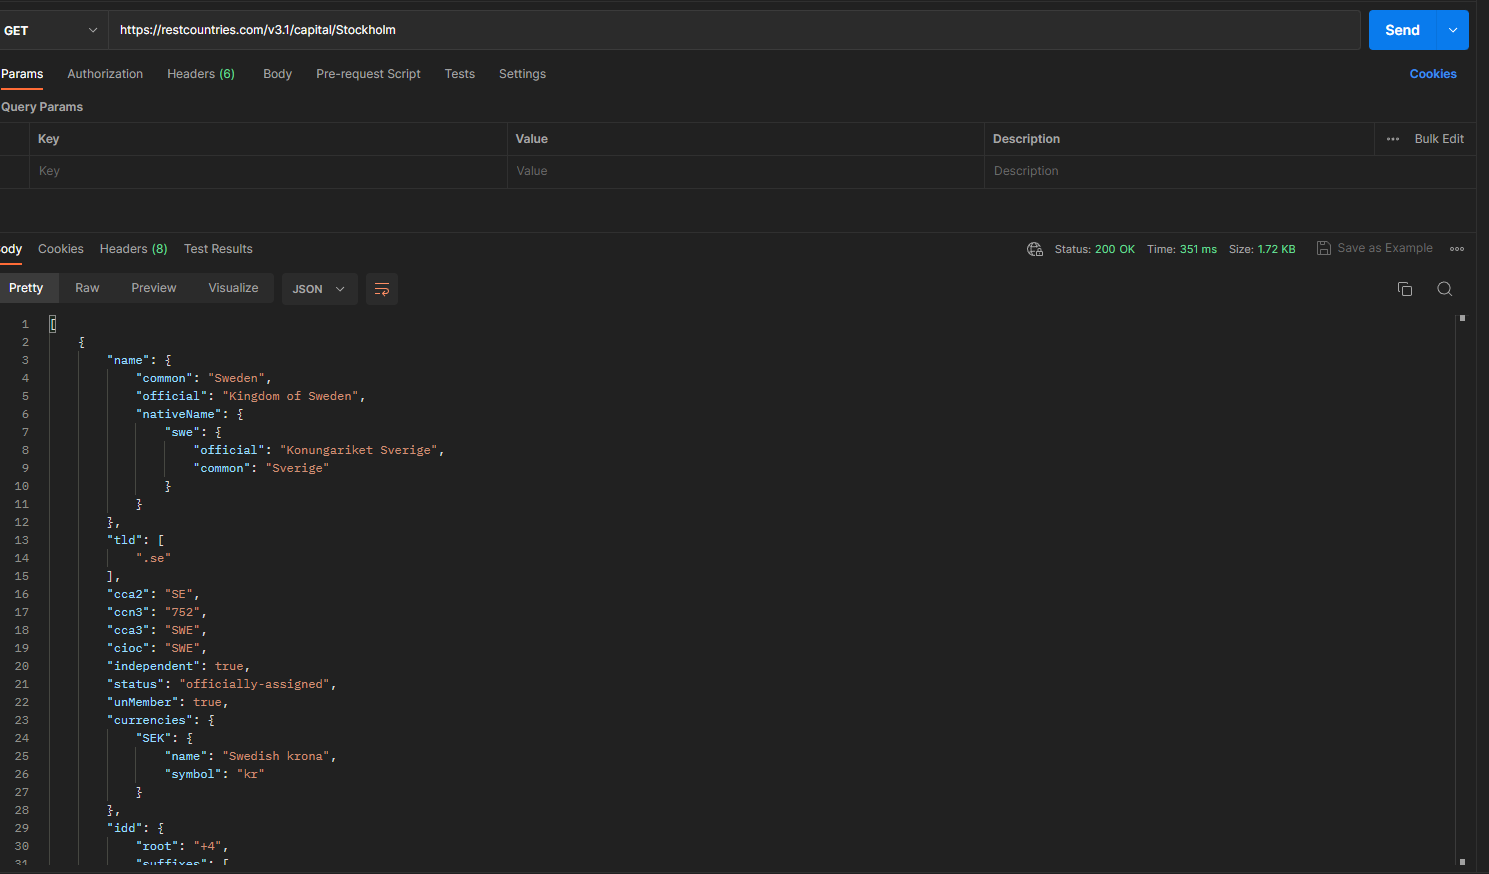 GET https://restcountries.com/v3.1/capital/Stockholm Send
Params Authorization Headers (6) Body Pre-request Script Tests Settings Cookies
Query Params
Key Value Description ••• Bulk Edit
Key Value Description
ody Cookies Headers (8) Test Results Status: 200 OK Time: 351 ms Size: 1.72 KB Save as Example
Pretty Raw Preview Visualize JSON
1 [
2 {
3 "name": {
4 "common": "Sweden",
5 "official": "Kingdom of Sweden",
6 "nativeName": {
7 "swe": {
8 "official": "Konungariket Sverige",
9 "common": "Sverige"
10 }
11 }
12 },
13 "tld": [
14 ".se"
15 ],
16 "cca2": "SE",
17 "ccn3": "752",
18 "cca3": "SWE",
19 "cioc": "SWE",
20 "independent": true,
21 "status": "officially-assigned",
22 "unMember": true,
23 "currencies": {
24 "SEK": {
25 "name": "Swedish krona",
26 "symbol": "kr"
27 }
28 },
29 "idd": {
30 "root": "+4",
31 "suffixes": [